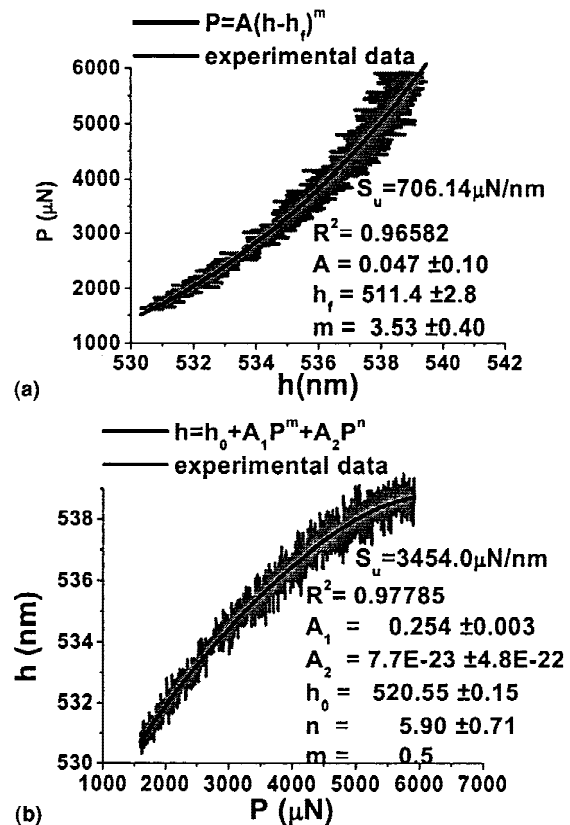 P=A(h-h_f)^m
experimental data
6000
5000
4000
3000
2000
1000
P (μN)
S_u=706.14μN/nm
R²= 0.96582
A = 0.047 ±0.10
h_f = 511.4 ±2.8
m = 3.53 ±0.40
530 532 534 536 538 540 542
h(nm)
(a)
h=h_0+A_1P^m+A_2P^n
experimental data
538
536
534
532
530
h (nm)
S_u=3454.0μN/nm
R²= 0.97785
A_1 = 0.254 ±0.003
A_2 = 7.7E-23 ±4.8E-22
h_0 = 520.55 ±0.15
n = 5.90 ±0.71
m = 0.5
1000 2000 3000 4000 5000 6000 7000
P (μN)
(b)